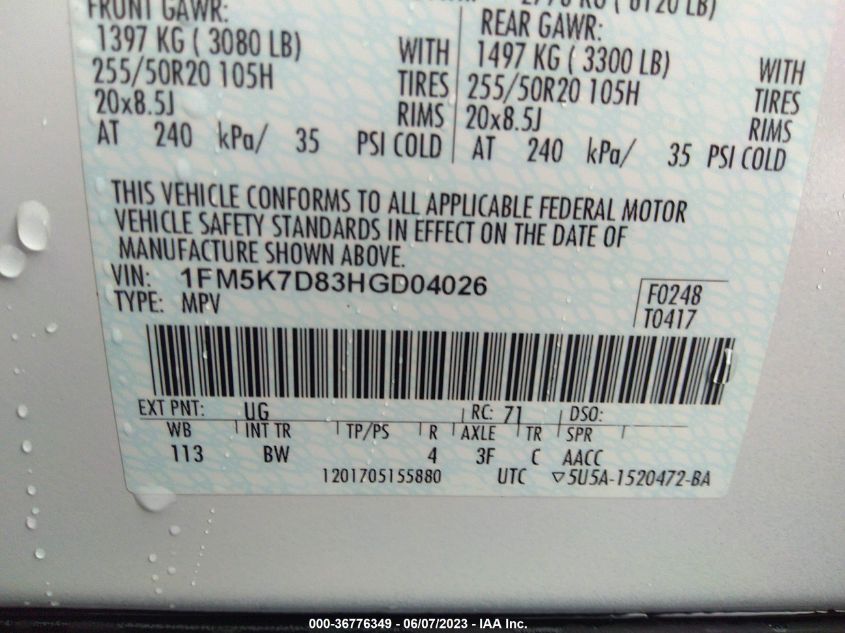 FRONT GAWR:
1397 KG ( 3080 LB) WITH
255/50R20 105H TIRES
20x8.5J RIMS
AT 240 kPa/ 35 PSI COLD
REAR GAWR:
1497 KG ( 3300 LB) WITH
255/50R20 105H TIRES
20x8.5J RIMS
AT 240 kPa/ 35 PSI COLD
THIS VEHICLE CONFORMS TO ALL APPLICABLE FEDERAL MOTOR
VEHICLE SAFETY STANDARDS IN EFFECT ON THE DATE OF
MANUFACTURE SHOWN ABOVE.
VIN: 1FM5K7D83HGD04026
TYPE: MPV
F0248
T0417
EXT PNT: UG RC: 71 DSO:
WB INT TR TP/PS R AXLE TR SPR
113 BW 4 3F C AACC
1201705155880 UTC ▽5U5A-1520472-BA
000-36776349 - 06/07/2023 - IAA Inc.